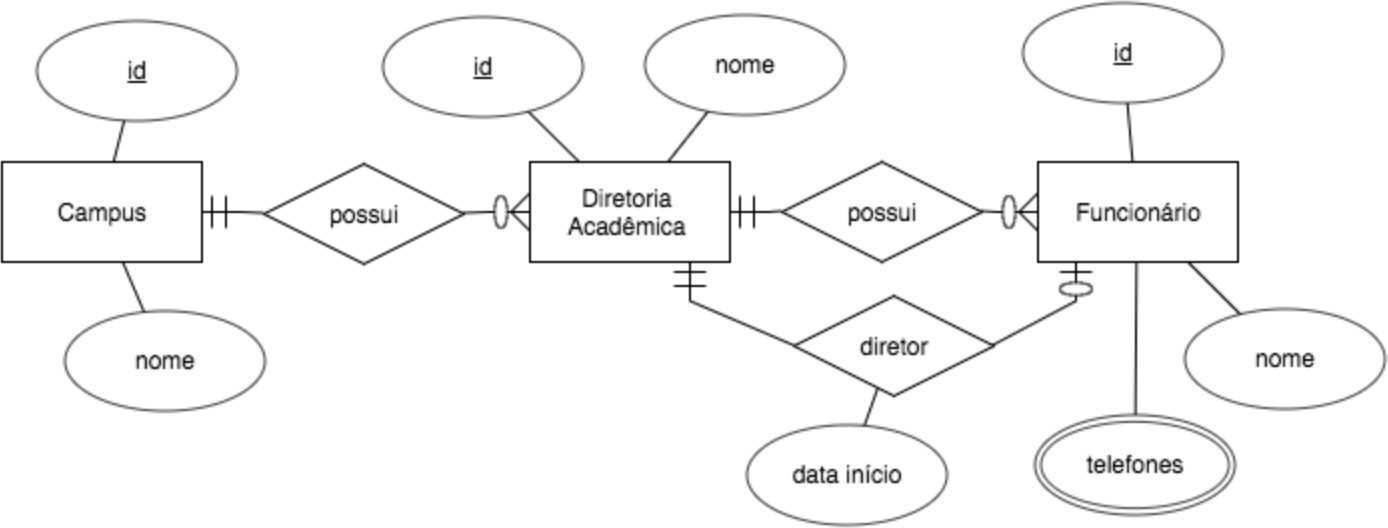 id
id
nome
id
Campus
possui
Diretoria
Acadêmica
possui
Funcionário
nome
diretor
nome
data início
telefones